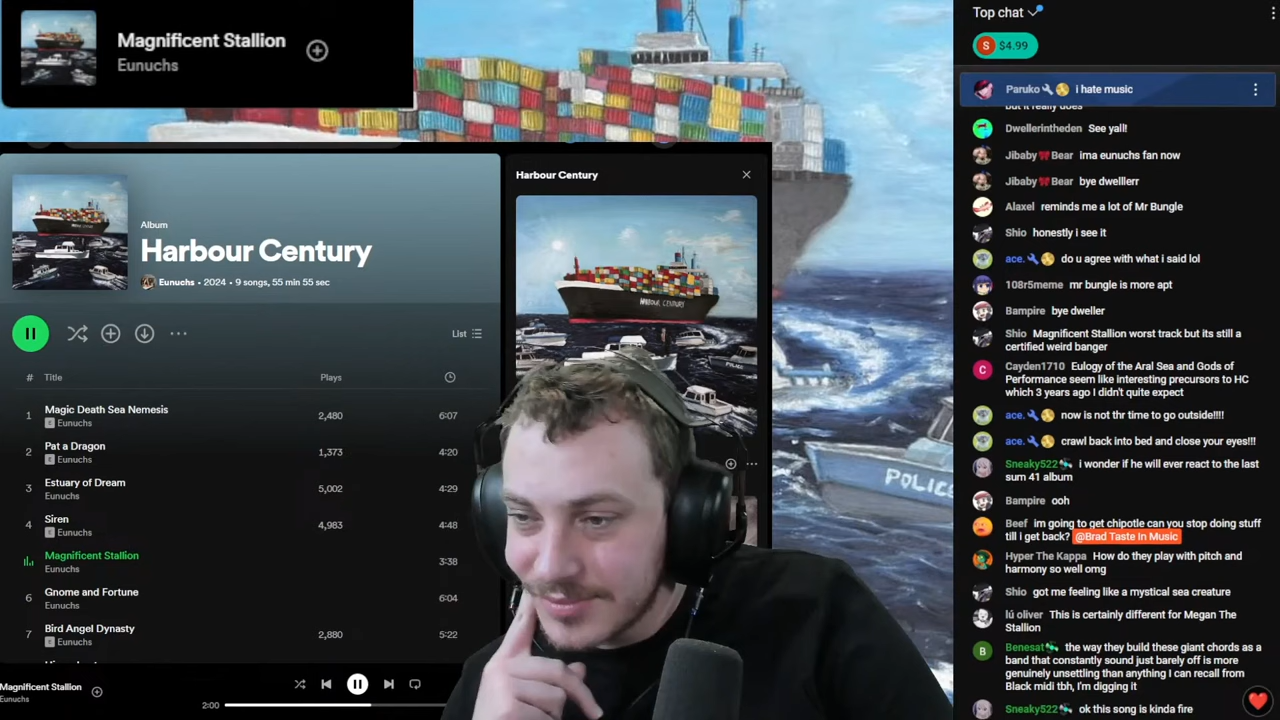 Magnificent Stallion
Eunuchs
Album
Harbour Century
Eunuchs • 2024 • 9 songs, 55 min 55 sec
List
# Title Plays
1 Magic Death Sea Nemesis 2,480 6:07
E Eunuchs
2 Pat a Dragon 1,373 4:20
E Eunuchs
3 Estuary of Dream 5,002 4:29
E Eunuchs
4 Siren 4,983 4:48
E Eunuchs
Magnificent Stallion 3:38
Eunuchs
6 Gnome and Fortune 6:04
Eunuchs
7 Bird Angel Dynasty 2,880 5:22
E Eunuchs
Magnificent Stallion
Eunuchs
2:00
Harbour Century
HARBOUR CENTURY
POLICE
POLICE
Top chat
S $4.99
Paruko i hate music
but it really does
Dwellerintheden See yall!
Jibaby Bear ima eunuchs fan now
Jibaby Bear bye dwelllerr
Alaxel reminds me a lot of Mr Bungle
Shio honestly i see it
ace. do u agree with what i said lol
108r5meme mr bungle is more apt
Bampire bye dweller
Shio Magnificent Stallion worst track but its still a
certified weird banger
C Cayden1710 Eulogy of the Aral Sea and Gods of
Performance seem like interesting precursors to HC
which 3 years ago I didn't quite expect
ace. now is not thr time to go outside!!!!
ace. crawl back into bed and close your eyes!!!
Sneaky522 i wonder if he will ever react to the last
sum 41 album
Bampire ooh
Beef im going to get chipotle can you stop doing stuff
till i get back? @Brad Taste In Music
Hyper The Kappa How do they play with pitch and
harmony so well omg
Shio got me feeling like a mystical sea creature
lú oliver This is certainly different for Megan The
Stallion
B Benesat the way they build these giant chords as a
band that constantly sound just barely off is more
genuinely unsettling than anything i can recall from
Black midi tbh, I'm digging it
Sneaky522 ok this song is kinda fire